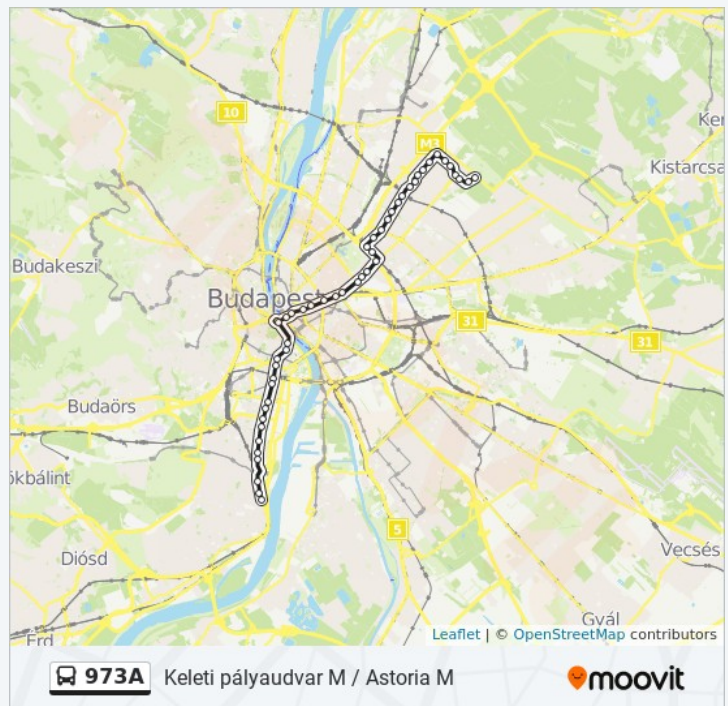 10
M3
Ker
Kistarcsa
Budakeszi
Budapest
31
31
Budaörs
ökbálint
5
Diósd
Vecsés
Gyál
Érd
Leaflet | © OpenStreetMap contributors
973A Keleti pályaudvar M / Astoria M
moovit